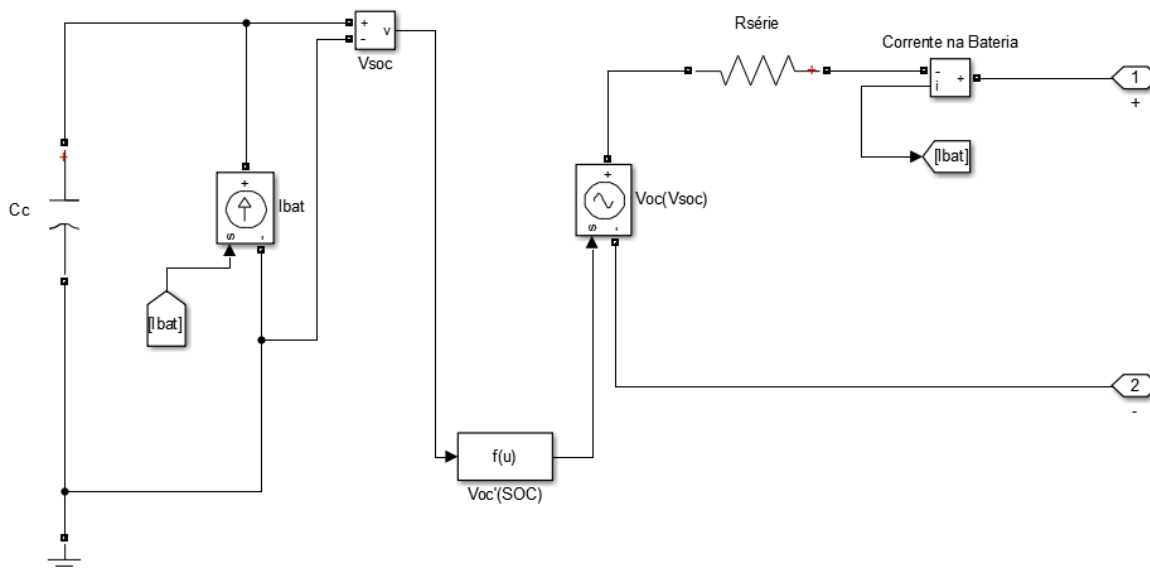 +
-
v
Vsoc
Rsérie
Corrente na Bateria
-
i
+
1
+
[Ibat]
+
Cc
+
s
-
Ibat
[Ibat]
+
s
-
Voc(Vsoc)
+
2
-
f(u)
Voc'(SOC)